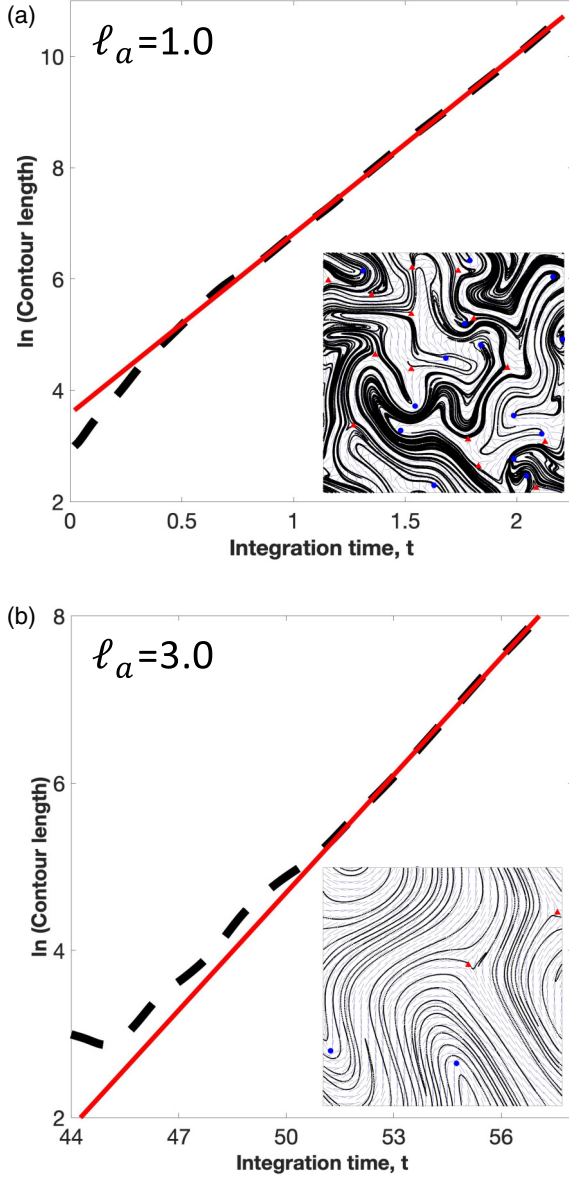 (a)
ℓa=1.0
10
8
6
4
2
0
0.5
1
1.5
2
ln (Contour length)
Integration time, t
(b)
ℓa=3.0
8
6
4
2
44
47
50
53
56
ln (Contour length)
Integration time, t